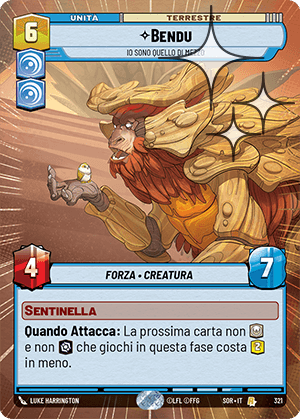 UNITA
TERRESTRE
6
Bendu
IO SONO QUELLO DI MEZZO
4
FORZA • CREATURA
7
SENTINELLA
Quando Attacca: La prossima carta non
e non che giochi in questa fase costa 2
in meno.
LUKE HARRINGTON
©LFL ©FFG
SOR•IT
321